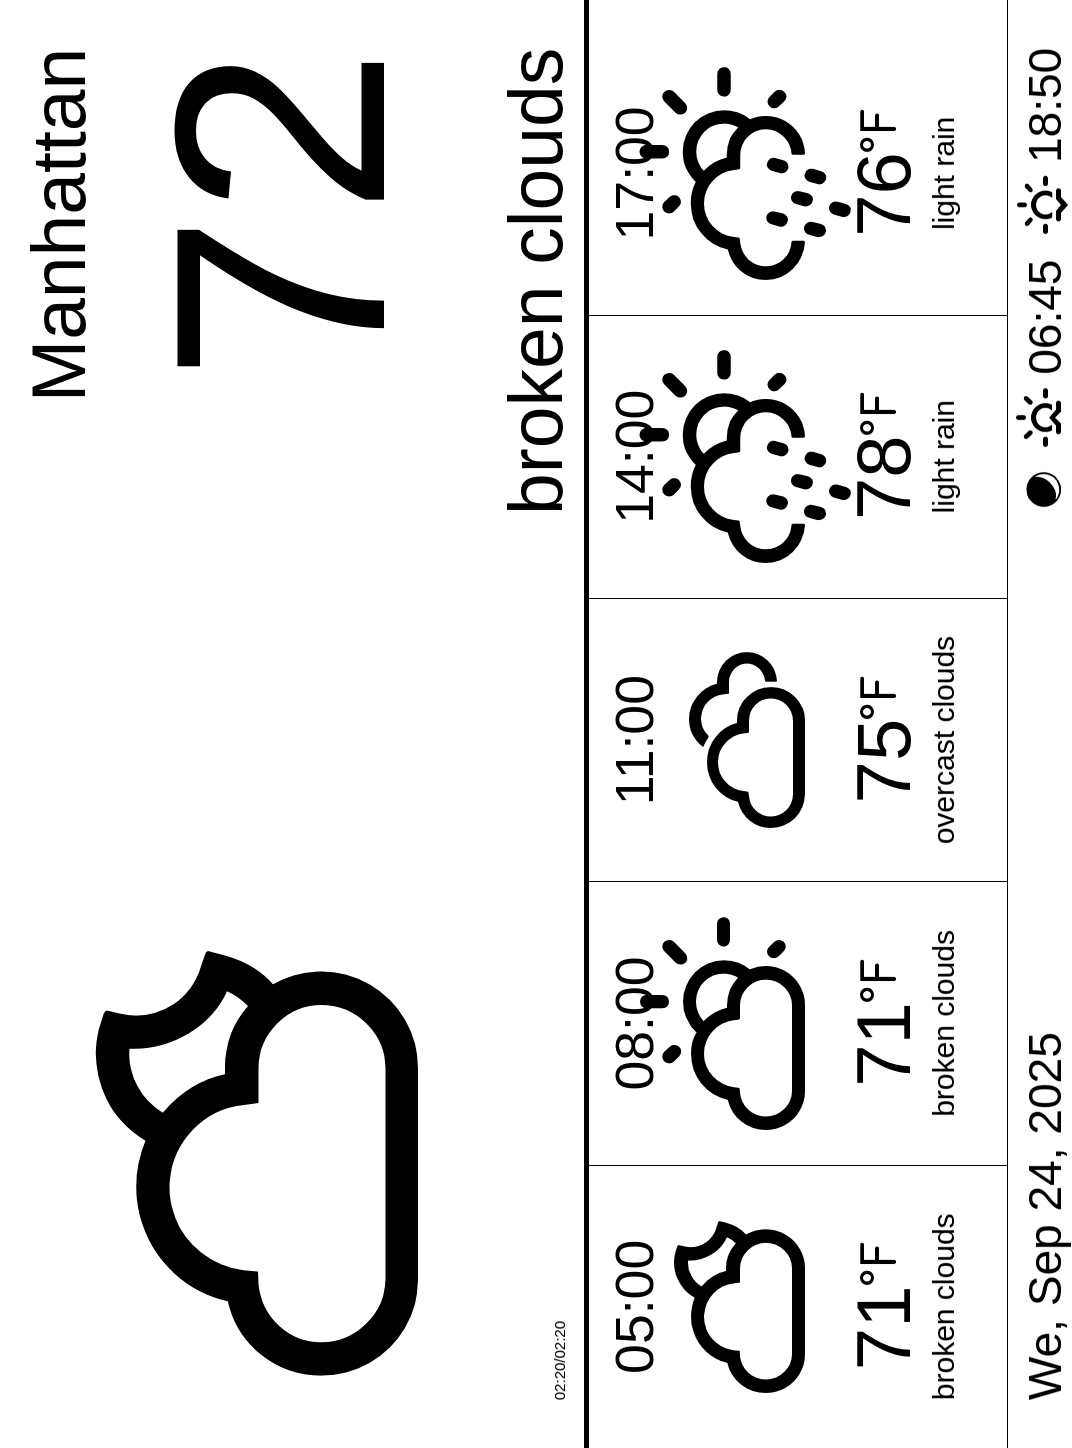 Manhattan
72
broken clouds
02:20/02:20
05:00 08:00 11:00 14:00 17:00
71°F 71°F 75°F 78°F 76°F
broken clouds broken clouds overcast clouds light rain light rain
We, Sep 24, 2025 06:45 18:50